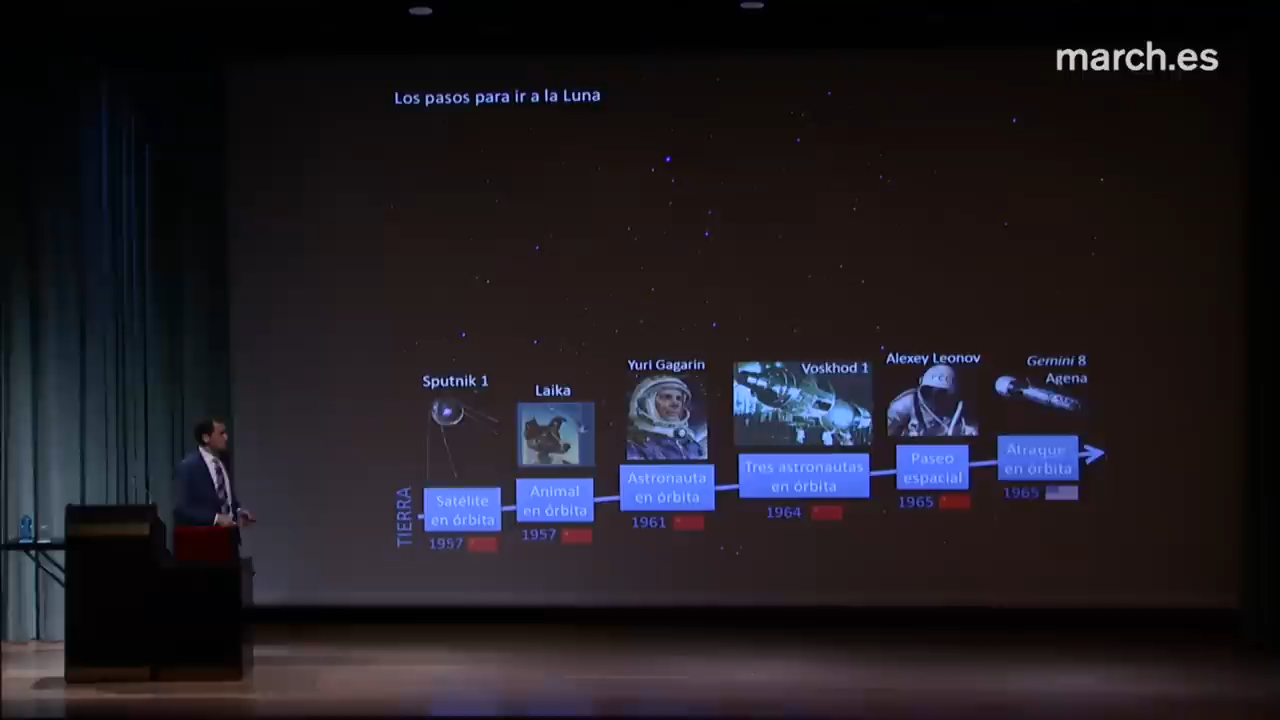 march.es
Los pasos para ir a la Luna
Sputnik 1
Laika
Yuri Gagarin
Voskhod 1
Alexey Leonov
Gemini 8
Agena
TIERRA
Satélite
en órbita
1957
Animal
en órbita
1957
Astronauta
en órbita
1961
Tres astronautas
en órbita
1964
Paseo
espacial
1965
Atraque
en órbita
1965